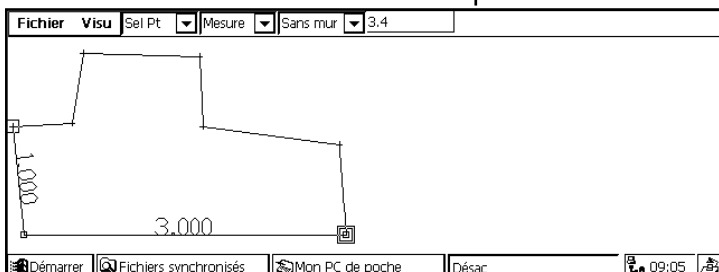 Fichier Visu Sel Pt Mesure Sans mur 3.4
1.000
3.000
Démarrer Fichiers synchronisés Mon PC de poche Désac 09:05